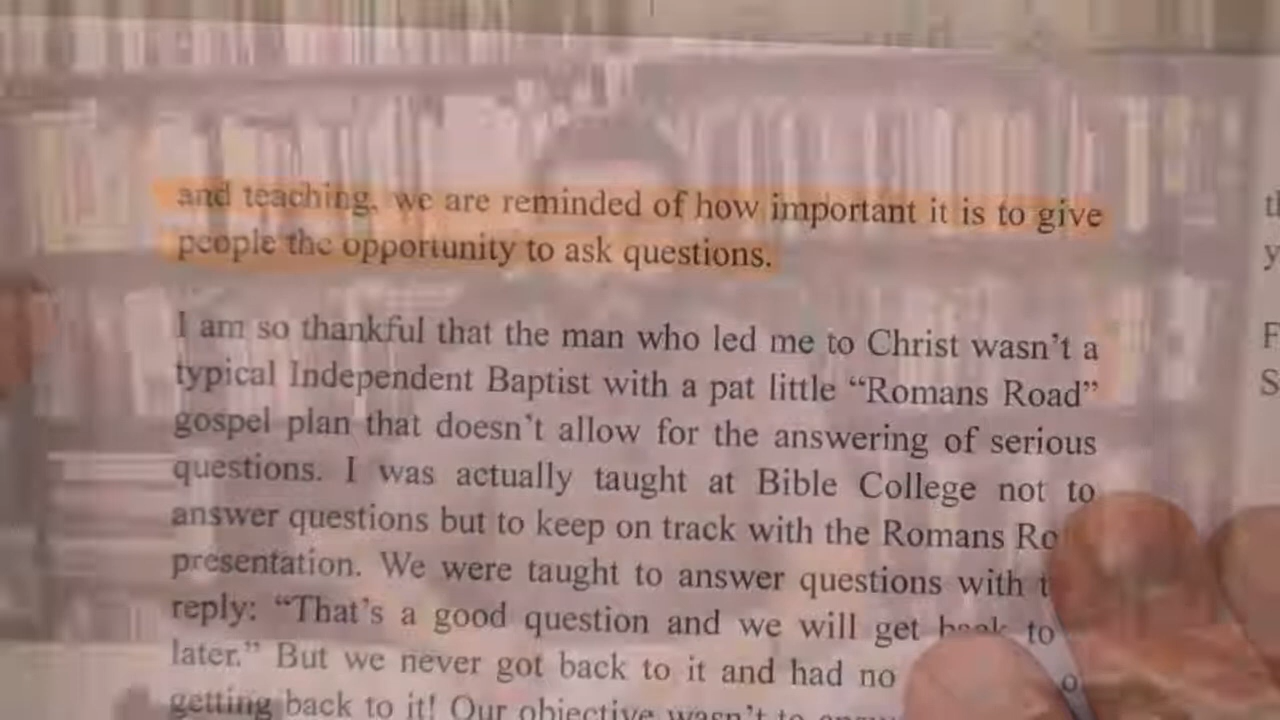 and teaching, we are reminded of how important it is to give
people the opportunity to ask questions.
I am so thankful that the man who led me to Christ wasn't a
typical Independent Baptist with a pat little “Romans Road”
gospel plan that doesn't allow for the answering of serious
questions. I was actually taught at Bible College not to
answer questions but to keep on track with the Romans Ro
presentation. We were taught to answer questions with t
reply: “That's a good question and we will get back to
later.” But we never got back to it and had no
getting back to it! Our objective wasn't to